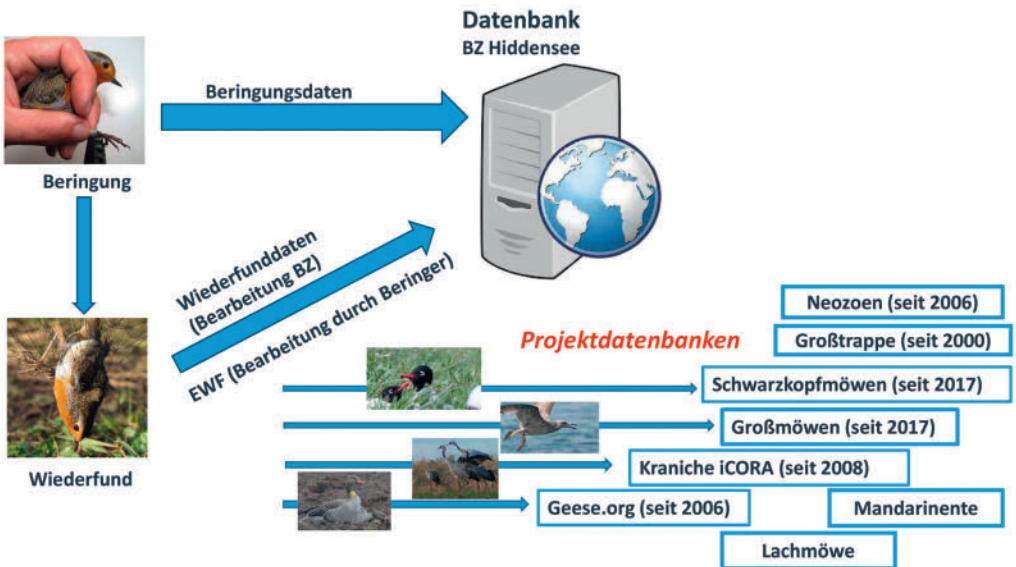 Datenbank
BZ Hiddensee
Beringungsdaten
Beringung
Wiederfunddaten
(Bearbeitung BZ)
EWF (Bearbeitung durch Beringer)
Wiederfund
Projektdatenbanken
Neozoen (seit 2006)
Großtrappe (seit 2000)
Schwarzkopfmöwen (seit 2017)
Großmöwen (seit 2017)
Kraniche iCORA (seit 2008)
Geese.org (seit 2006)
Mandarinente
Lachmöwe